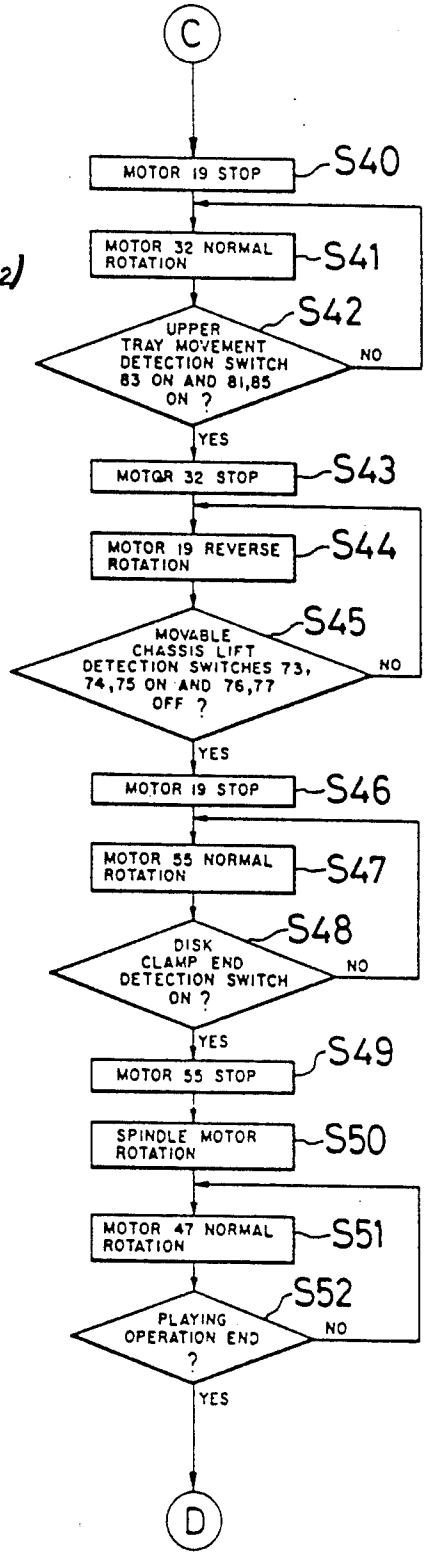 C
MOTOR 19 STOP
S40
2)
MOTOR 32 NORMAL
ROTATION
S41
UPPER
TRAY MOVEMENT
DETECTION SWITCH
83 ON AND 81,85
ON ?
S42
NO
YES
MOTOR 32 STOP
S43
MOTOR 19 REVERSE
ROTATION
S44
MOVABLE
CHASSIS LIFT
DETECTION SWITCHES 73,
74,75 ON AND 76,77
OFF ?
S45
NO
YES
MOTOR 19 STOP
S46
MOTOR 55 NORMAL
ROTATION
S47
DISK
CLAMP END
DETECTION SWITCH
ON ?
S48
NO
YES
MOTOR 55 STOP
S49
SPINDLE MOTOR
ROTATION
S50
MOTOR 47 NORMAL
ROTATION
S51
PLAYING
OPERATION END
?
S52
NO
YES
D